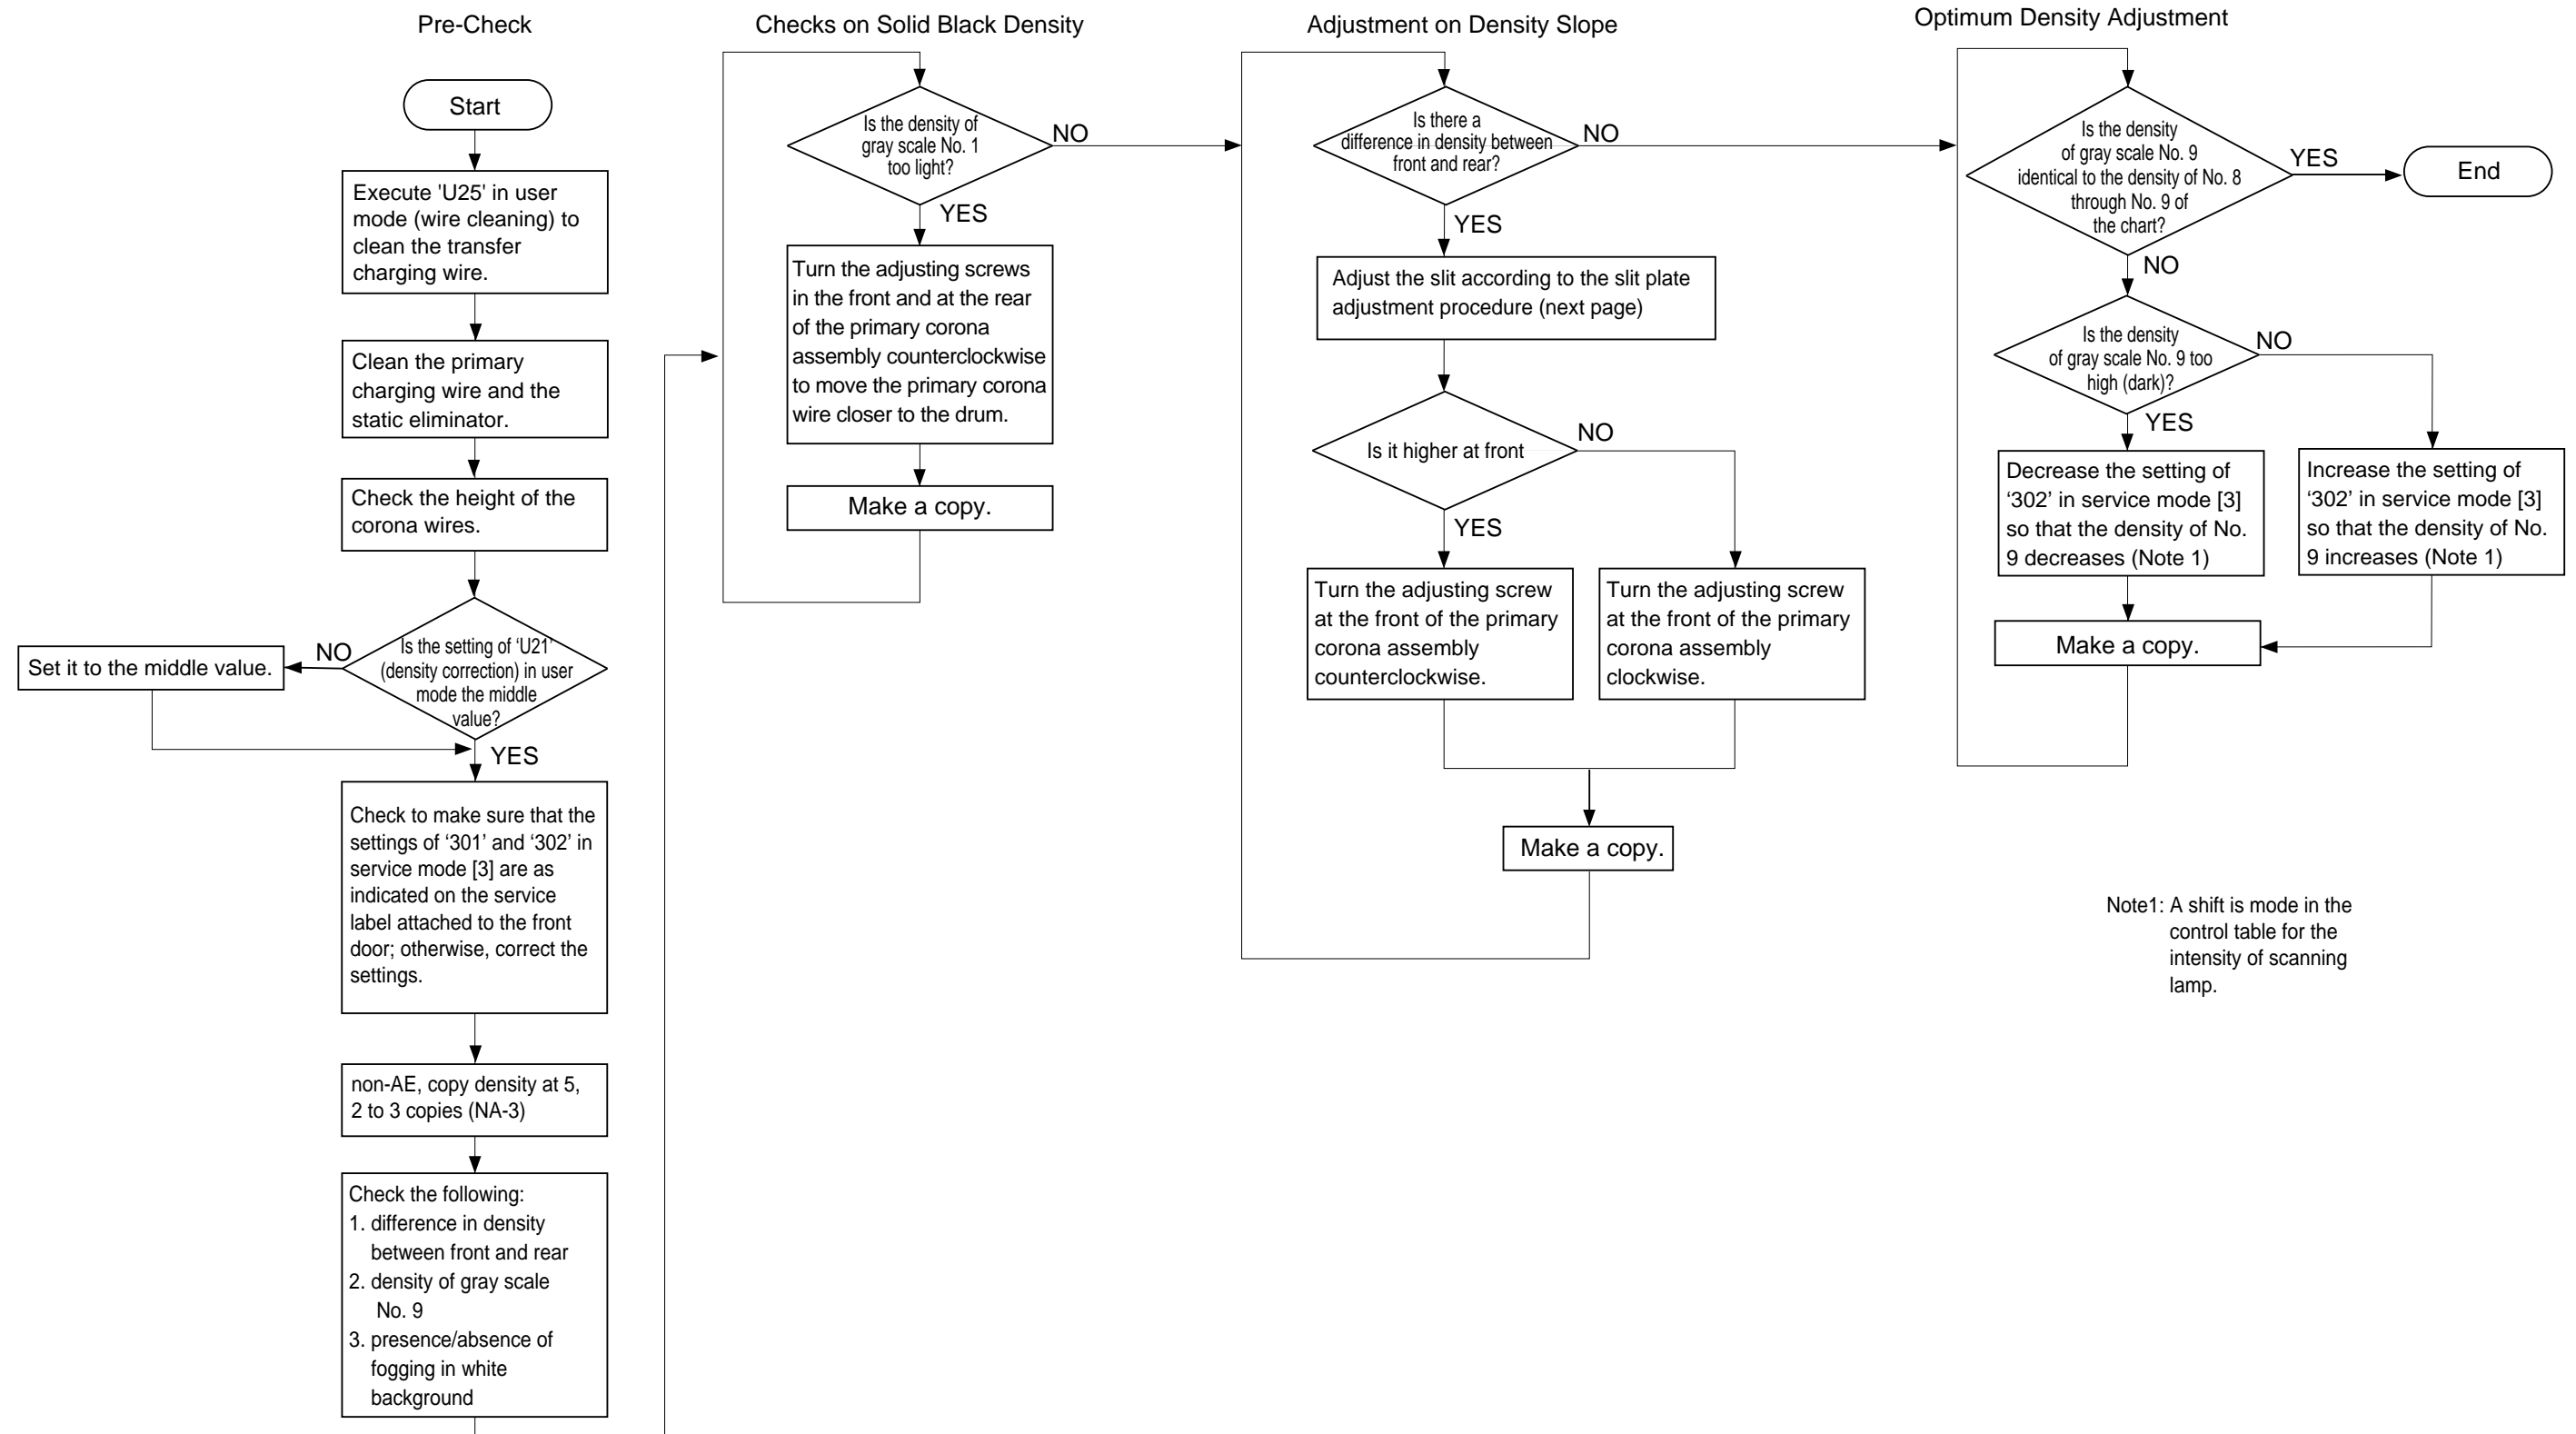 Pre-Check
Start
Execute 'U25' in user
mode (wire cleaning) to
clean the transfer
charging wire.
Clean the primary
charging wire and the
static eliminator.
Check the height of the
corona wires.
Is the setting of ‘U21’
(density correction) in user
mode the middle
value?
NO
Set it to the middle value.
YES
Check to make sure that the
settings of ‘301’ and ‘302’ in
service mode [3] are as
indicated on the service
label attached to the front
door; otherwise, correct the
settings.
non-AE, copy density at 5,
2 to 3 copies (NA-3)
Check the following:
1. difference in density
between front and rear
2. density of gray scale
No. 9
3. presence/absence of
fogging in white
background
Checks on Solid Black Density
Is the density of
gray scale No. 1
too light?
NO
YES
Turn the adjusting screws
in the front and at the rear
of the primary corona
assembly counterclockwise
to move the primary corona
wire closer to the drum.
Make a copy.
Adjustment on Density Slope
Is there a
difference in density between
front and rear?
NO
YES
Adjust the slit according to the slit plate
adjustment procedure (next page)
Is it higher at front
NO
YES
Turn the adjusting screw
at the front of the primary
corona assembly
counterclockwise.
Turn the adjusting screw
at the front of the primary
corona assembly
clockwise.
Make a copy.
Optimum Density Adjustment
Is the density
of gray scale No. 9
identical to the density of No. 8
through No. 9 of
the chart?
YES
End
NO
Is the density
of gray scale No. 9 too
high (dark)?
NO
YES
Decrease the setting of
‘302’ in service mode [3]
so that the density of No.
9 decreases (Note 1)
Increase the setting of
‘302’ in service mode [3]
so that the density of No.
9 increases (Note 1)
Make a copy.
Note1: A shift is mode in the
control table for the
intensity of scanning
lamp.